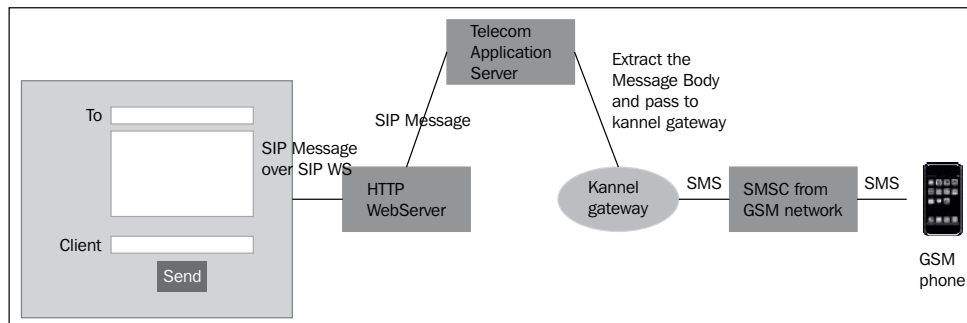 To
Client
Send
SIP Message
over SIP WS
HTTP
WebServer
SIP Message
Telecom
Application
Server
Extract the
Message Body
and pass to
kannel gateway
Kannel
gateway
SMS
SMSC from
GSM network
SMS
GSM
phone